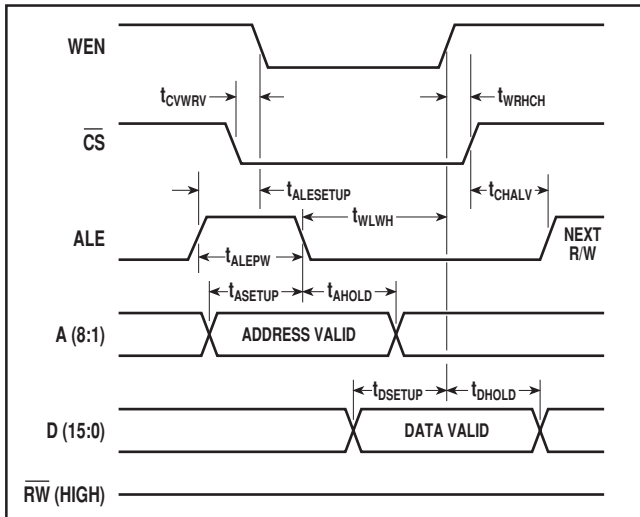 WEN
tCVWRV
tWRHCH
CS
tALESETUP
tWLWH
tCHALV
ALE
NEXT
R/W
tALEPW
tASETUP
tAHOLD
A (8:1)
ADDRESS VALID
tDSETUP
tDHOLD
D (15:0)
DATA VALID
RW (HIGH)